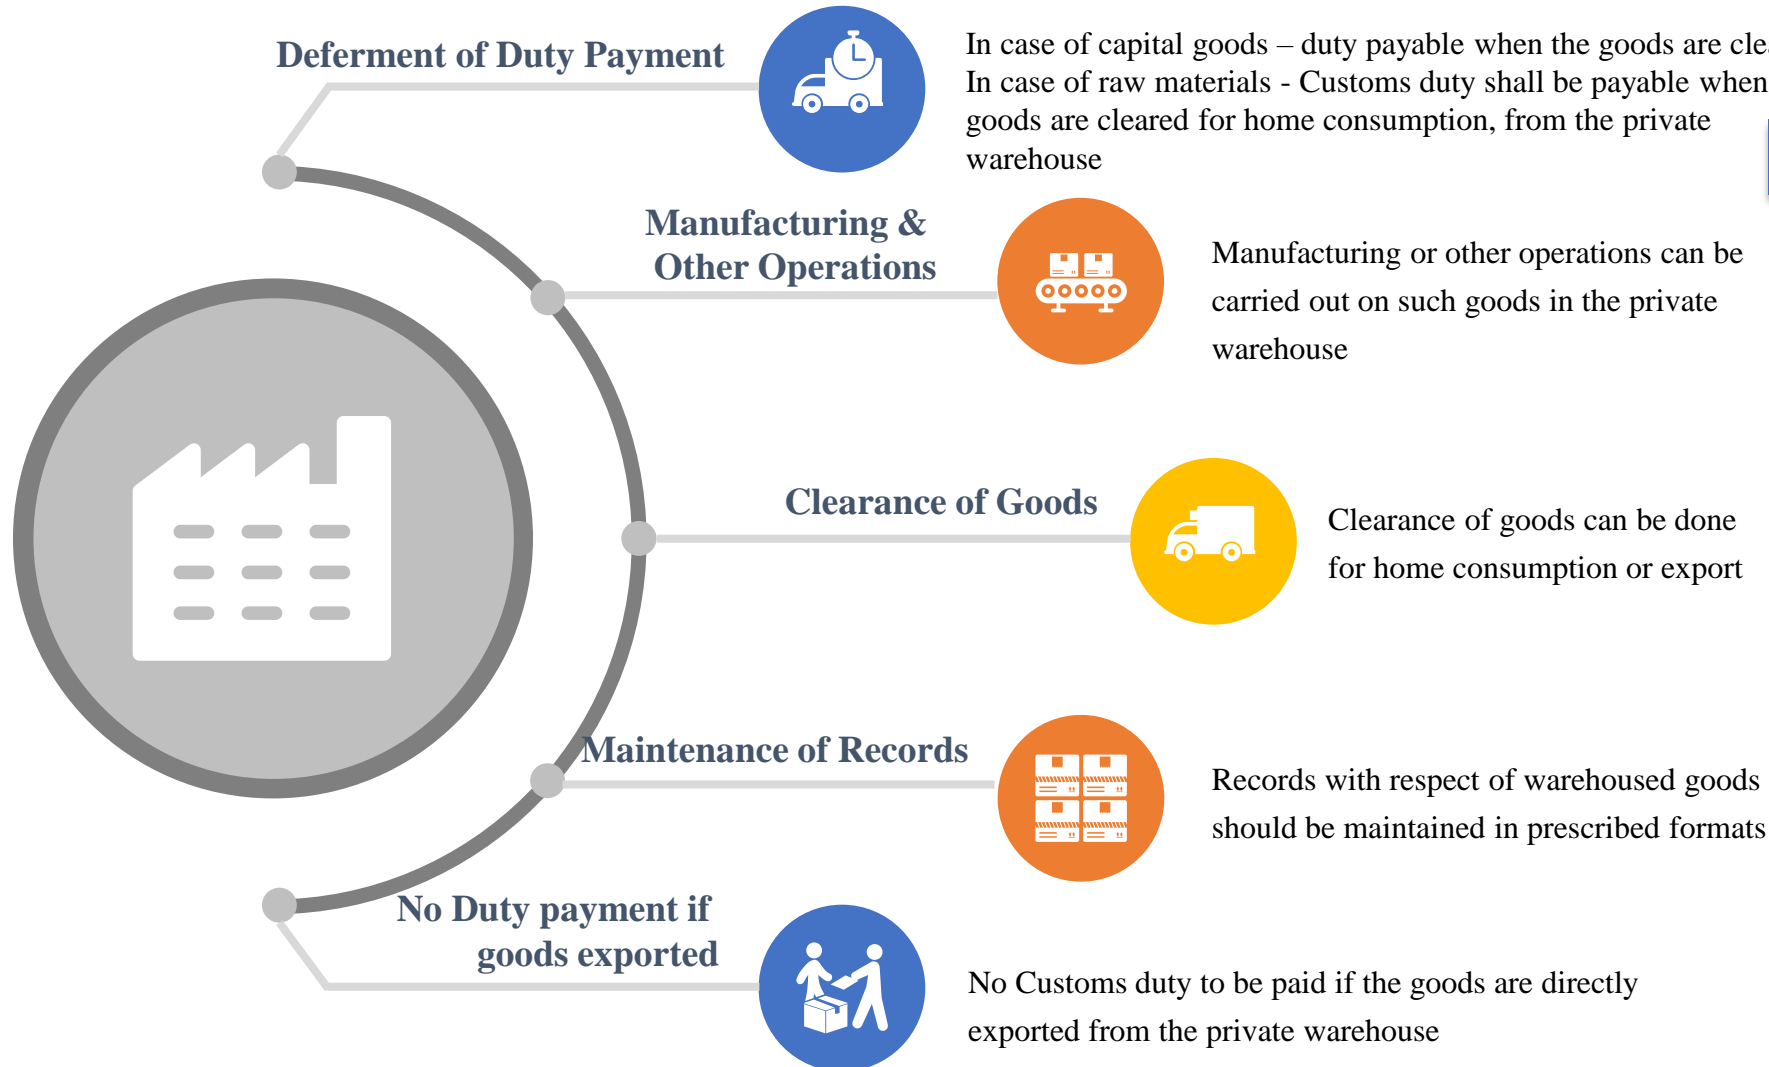 Deferment of Duty Payment
In case of capital goods – duty payable when the goods are
In case of raw materials - Customs duty shall be payable when
goods are cleared for home consumption, from the private
warehouse
Manufacturing &
Other Operations
Manufacturing or other operations can be
carried out on such goods in the private
warehouse
Clearance of Goods
Clearance of goods can be done
for home consumption or export
Maintenance of Records
Records with respect of warehoused goods
should be maintained in prescribed formats
No Duty payment if
goods exported
No Customs duty to be paid if the goods are directly
exported from the private warehouse